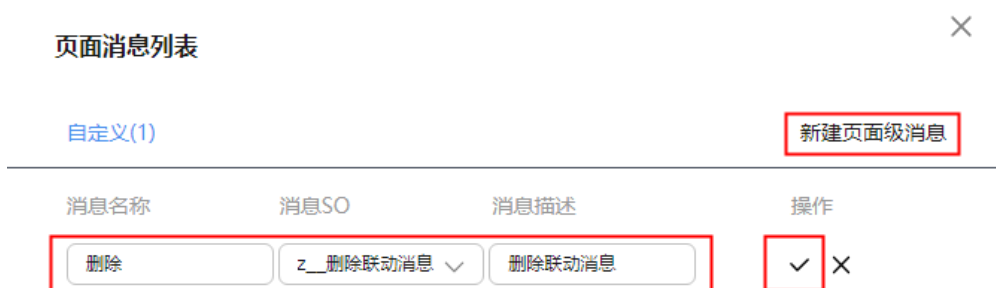 页面消息列表
自定义(1)
新建页面级消息
消息名称 消息SO 消息描述 操作
删除 z__删除联动消息 删除联动消息